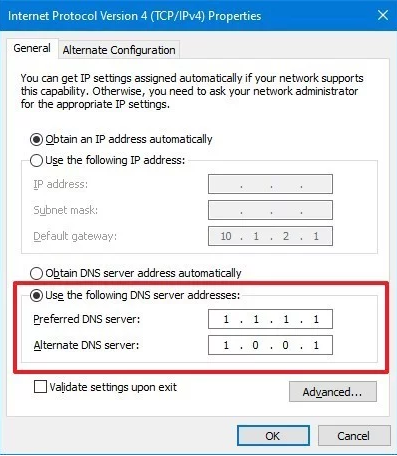 Internet Protocol Version 4 (TCP/IPv4) Properties
General
Alternate Configuration
You can get IP settings assigned automatically if your network supports
this capability. Otherwise, you need to ask your network administrator
for the appropriate IP settings.
Obtain an IP address automatically
Use the following IP address:
IP address: . . .
Subnet mask: . . .
Default gateway: 10 . 1 . 2 . 1
Obtain DNS server address automatically
Use the following DNS server addresses:
Preferred DNS server: 1 . 1 . 1 . 1
Alternate DNS server: 1 . 0 . 0 . 1
Validate settings upon exit
Advanced...
OK
Cancel